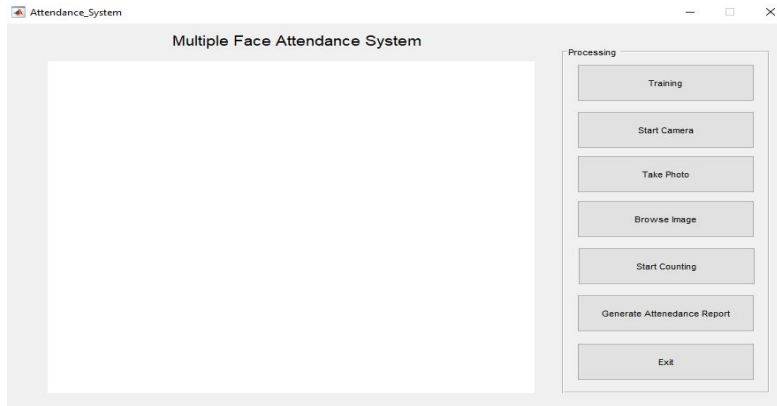 Attendance_System
Multiple Face Attendance System
Processing
Training
Start Camera
Take Photo
Browse Image
Start Counting
Generate Attenedance Report
Exit